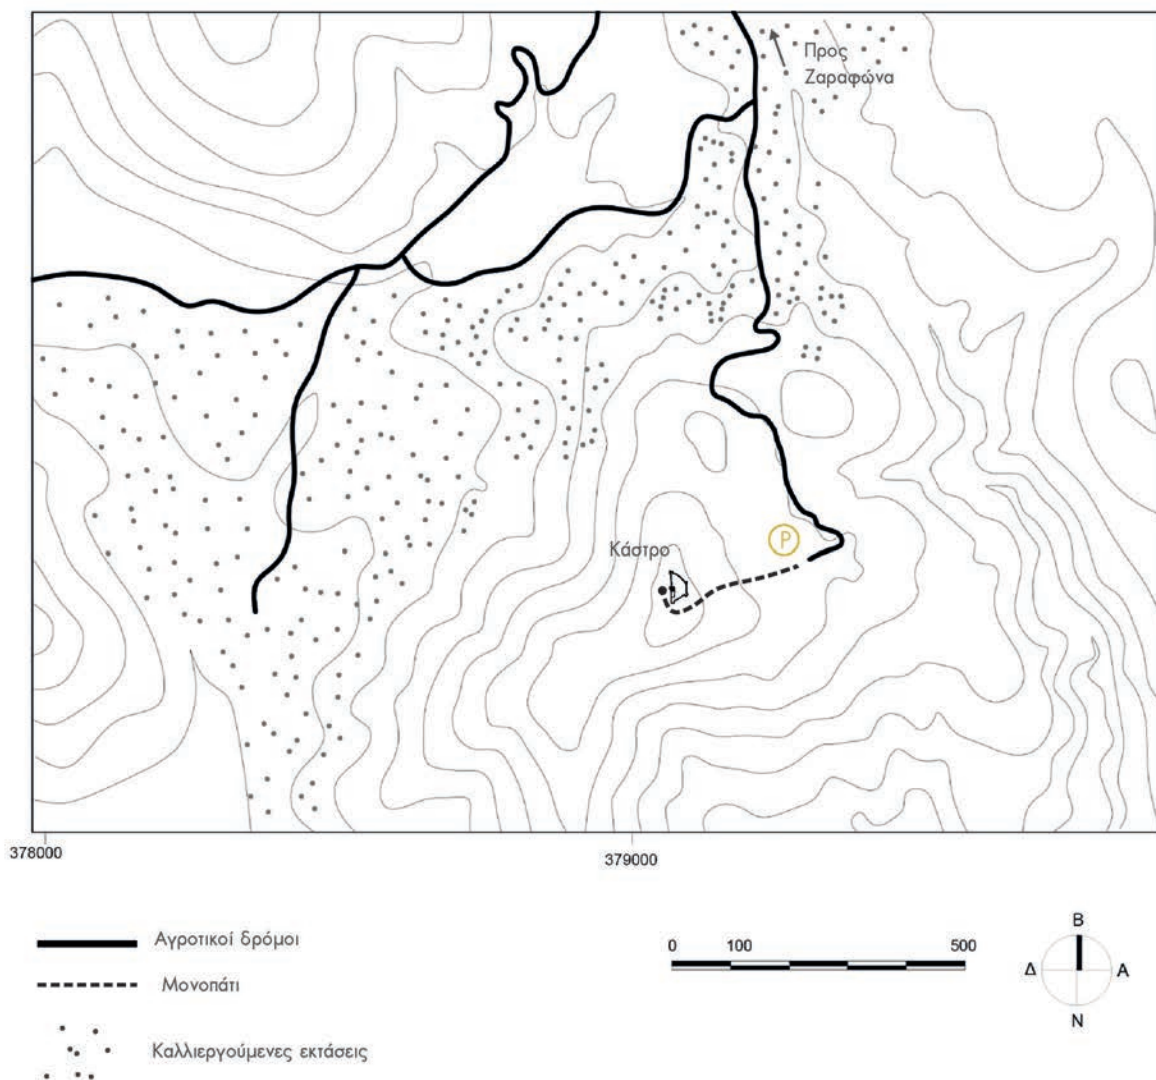 Προς
Ζαραφώνα
P
Κάστρο
378000
379000
Αγροτικοί δρόμοι
Μονοπάτι
Καλλιεργούμενες εκτάσεις
0 100 500
Β
Δ Α
Ν